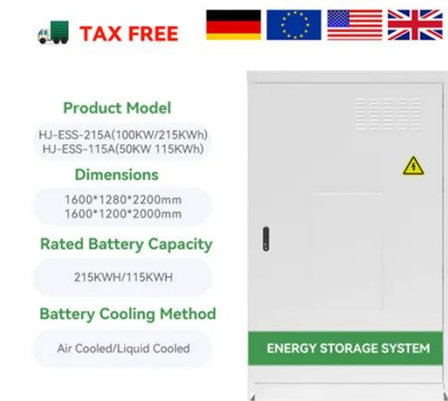 TAX FREE
Product Model
HJ-ESS-215A(100KW/215KWh)
HJ-ESS-115A(50KW 115KWh)
Dimensions
1600*1280*2200mm
1600*1200*2000mm
Rated Battery Capacity
215KWH/115KWH
Battery Cooling Method
Air Cooled/Liquid Cooled
ENERGY STORAGE SYSTEM